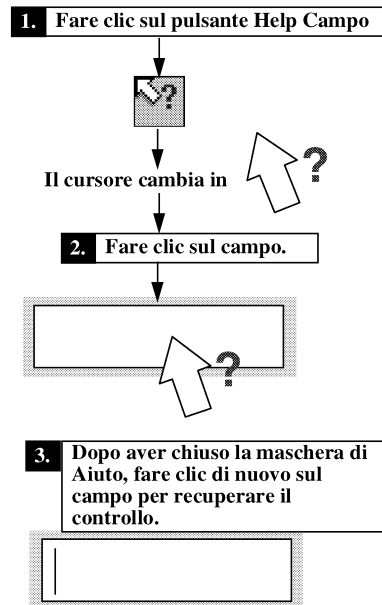 1. Fare clic sul pulsante Help Campo
?
Il cursore cambia in
?
2. Fare clic sul campo.
?
3. Dopo aver chiuso la maschera di
Aiuto, fare clic di nuovo sul
campo per recuperare il
controllo.